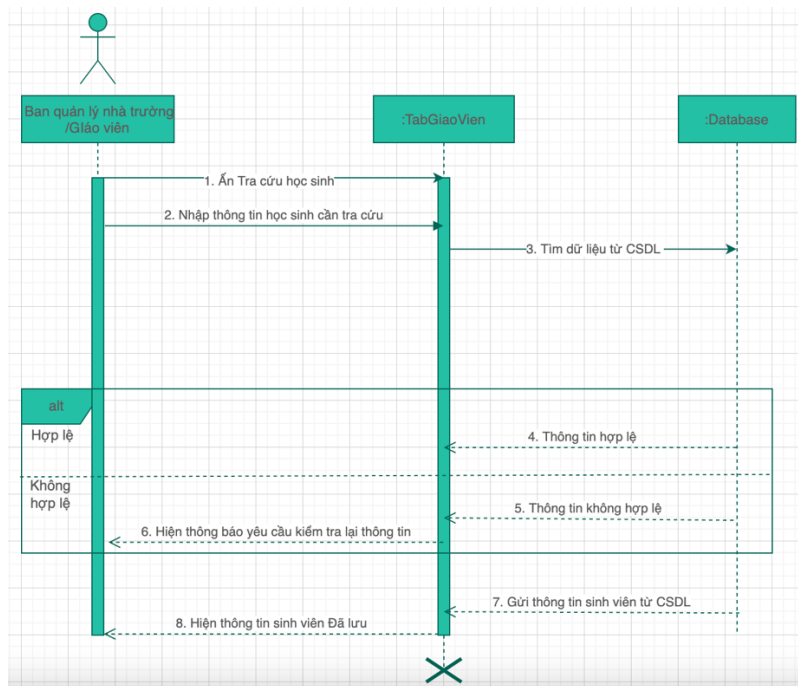 Ban quản lý nhà trường
/GIáo viên
:TabGiaoVien
:Database
1. Ấn Tra cứu học sinh
2. Nhập thông tin học sinh cần tra cứu
3. Tìm dữ liệu từ CSDL
alt
Hợp lệ
4. Thông tin hợp lệ
Không
hợp lệ
5. Thông tin không hợp lệ
6. Hiện thông báo yêu cầu kiểm tra lại thông tin
7. Gửi thông tin sinh viên từ CSDL
8. Hiện thông tin sinh viên Đã lưu